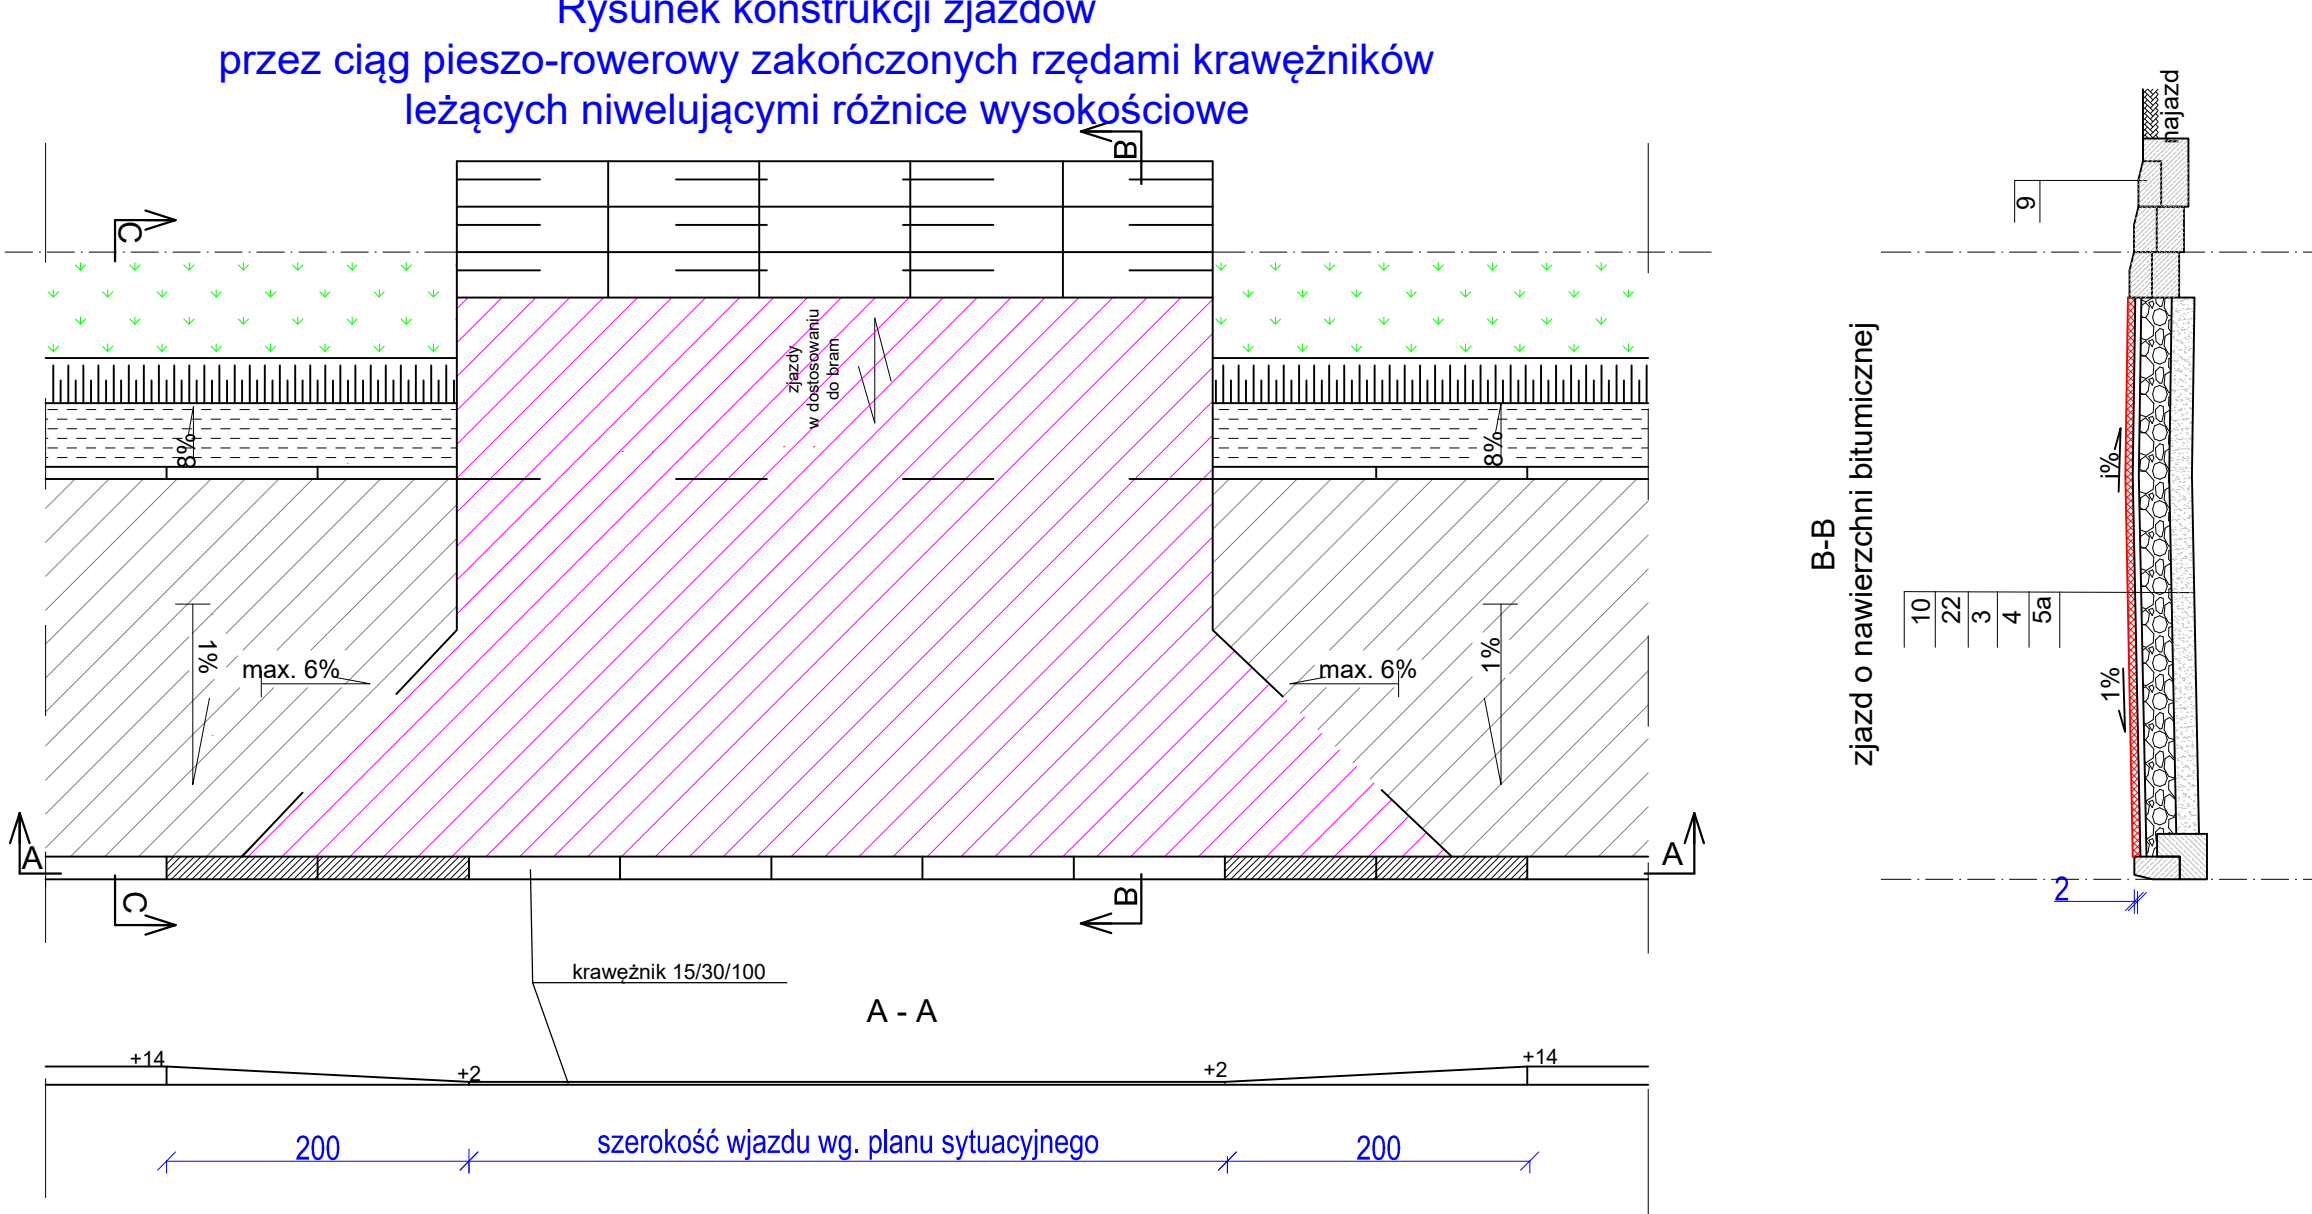 Rysunek konstrukcji zjazdów
przez ciąg pieszo-rowerowy zakończonych rzędami krawężników
leżących niwelującymi różnice wysokościowe
B
C
zjazdy
w dostosowaniu
do bram
8%
8%
1%
max. 6%
max. 6%
1%
A
A
C
B
krawężnik 15/30/100
A - A
+14
+2
+2
+14
200
szerokość wjazdu wg. planu sytuacyjnego
200
B-B
zjazd o nawierzchni bitumicznej
najazd
9
i%
10
22
3
4
5a
1%
2